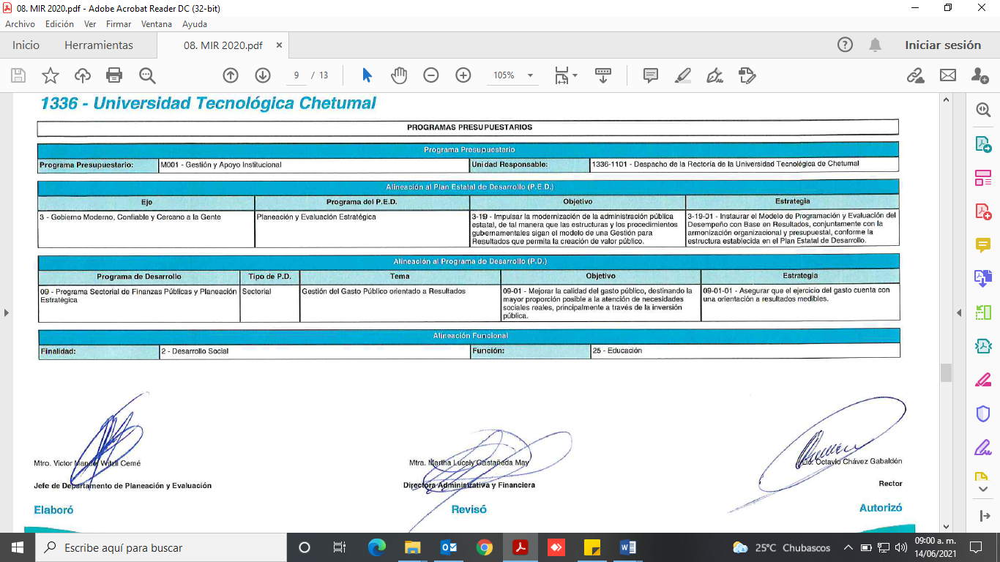 08. MIR 2020.pdf - Adobe Acrobat Reader DC (32-bit)
Archivo Edición Ver Firmar Ventana Ayuda
Inicio Herramientas 08. MIR 2020.pdf × Iniciar sesión
9 / 13 105%
1336 - Universidad Tecnológica Chetumal
PROGRAMAS PRESUPUESTARIOS
Programa Presupuestario
Programa Presupuestario: M001 - Gestión y Apoyo Institucional Unidad Responsable: 1336-1101 - Despacho de la Rectoría de la Universidad Tecnológica de Chetumal
Alineación al Plan Estatal de Desarrollo (P.E.D.)
Eje Programa del P.E.D. Objetivo Estrategia
3 - Gobierno Moderno, Confiable y Cercano a la Gente Planeación y Evaluación Estratégica 3-19 - Impulsar la modernización de la administración pública 3-19-01 - Instaurar el Modelo de Programación y Evaluación del
estatal, de tal manera que las estructuras y los procedimientos Desempeño con Base en Resultados, conjuntamente con la
gubernamentales sigan el modelo de una Gestión para armonización organizacional y presupuestal, conforme la
Resultados que permita la creación de valor público. estructura establecida en el Plan Estatal de Desarrollo.
Alineación al Programa de Desarrollo (P.D.)
Programa de Desarrollo Tipo de P.D. Tema Objetivo Estrategia
09 - Programa Sectorial de Finanzas Públicas y Planeación Sectorial Gestión del Gasto Público orientado a Resultados 09-01 - Mejorar la calidad del gasto público, destinando la 09-01-01 - Asegurar que el ejercicio del gasto cuenta con
Estratégica mayor proporción posible a la atención de necesidades una orientación a resultados medibles.
sociales reales, principalmente a través de la inversión
pública.
Alineación Funcional
Finalidad: 2 - Desarrollo Social Función: 25 - Educación
Mtro. Victor Manuel Witzil Cemé Mtra. Martha Lucely Castañeda May Lic. Octavio Chávez Gabaldón
Jefe de Departamento de Planeación y Evaluación Directora Administrativa y Financiera Rector
Elaboró Revisó Autorizó
Escribe aquí para buscar 25°C Chubascos 09:00 a. m.
14/06/2021